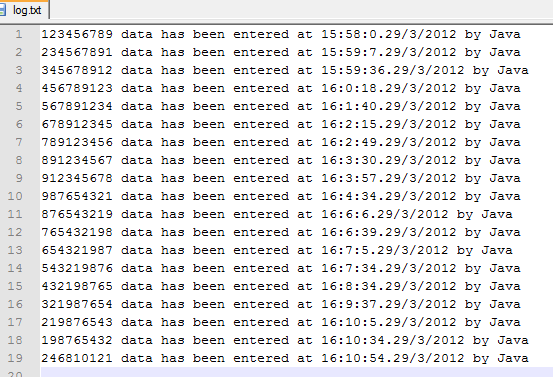 log.txt
1 123456789 data has been entered at 15:58:0.29/3/2012 by Java
2 234567891 data has been entered at 15:59:7.29/3/2012 by Java
3 345678912 data has been entered at 15:59:36.29/3/2012 by Java
4 456789123 data has been entered at 16:0:18.29/3/2012 by Java
5 567891234 data has been entered at 16:1:40.29/3/2012 by Java
6 678912345 data has been entered at 16:2:15.29/3/2012 by Java
7 789123456 data has been entered at 16:2:49.29/3/2012 by Java
8 891234567 data has been entered at 16:3:30.29/3/2012 by Java
9 912345678 data has been entered at 16:3:57.29/3/2012 by Java
10 987654321 data has been entered at 16:4:34.29/3/2012 by Java
11 876543219 data has been entered at 16:6:6.29/3/2012 by Java
12 765432198 data has been entered at 16:6:39.29/3/2012 by Java
13 654321987 data has been entered at 16:7:5.29/3/2012 by Java
14 543219876 data has been entered at 16:7:34.29/3/2012 by Java
15 432198765 data has been entered at 16:8:34.29/3/2012 by Java
16 321987654 data has been entered at 16:9:37.29/3/2012 by Java
17 219876543 data has been entered at 16:10:5.29/3/2012 by Java
18 198765432 data has been entered at 16:10:34.29/3/2012 by Java
19 246810121 data has been entered at 16:10:54.29/3/2012 by Java
20